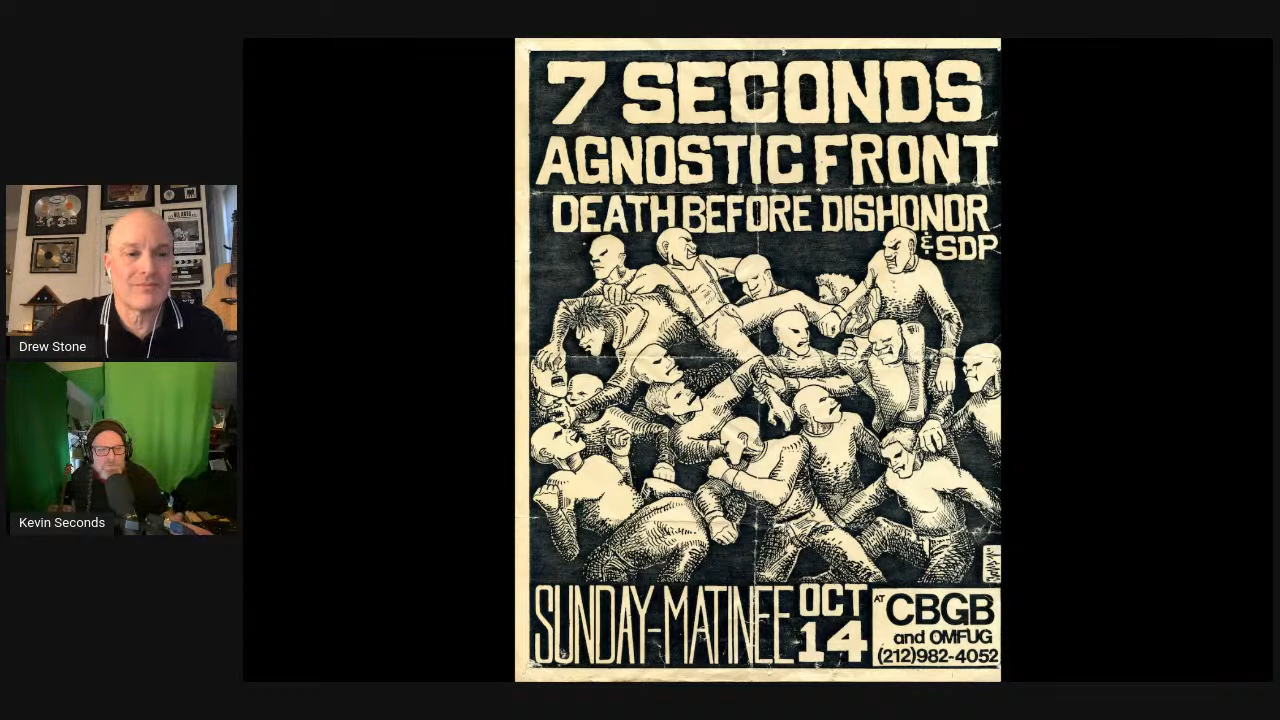 7 SECONDS
AGNOSTIC FRONT
DEATH BEFORE DISHONOR
& SDP
SUNDAY-MATINEE OCT 14
AT CBGB
and OMFUG
(212)982-4052
Drew Stone
Kevin Seconds